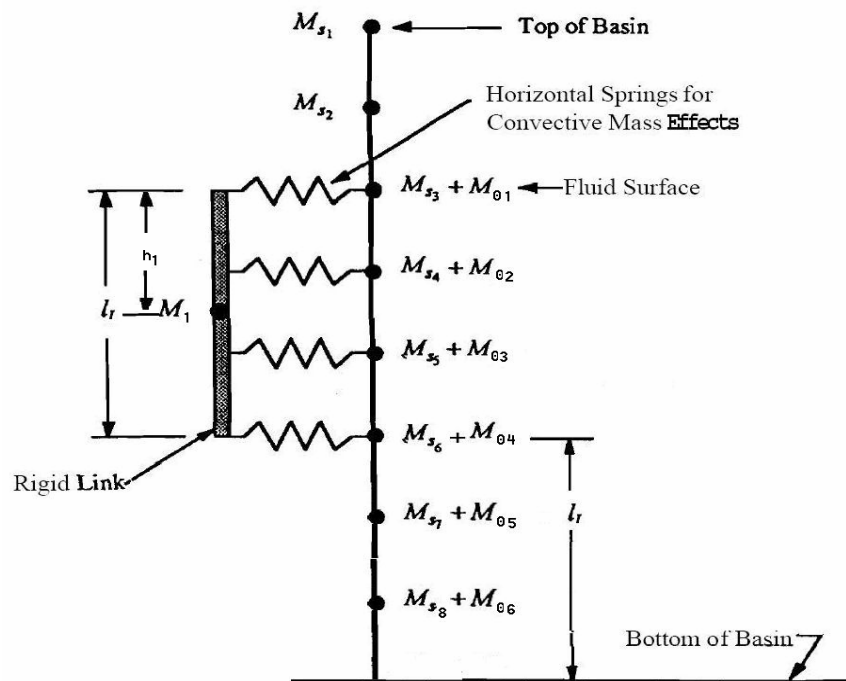 M_{s_1}
Top of Basin
M_{s_2}
Horizontal Springs for
Convective Mass Effects
M_{s_3} + M_{01}
Fluid Surface
h_1
M_{s_4} + M_{02}
l_r
M_1
M_{s_5} + M_{03}
M_{s_6} + M_{04}
Rigid Link
M_{s_7} + M_{05}
l_r
M_{s_8} + M_{06}
Bottom of Basin